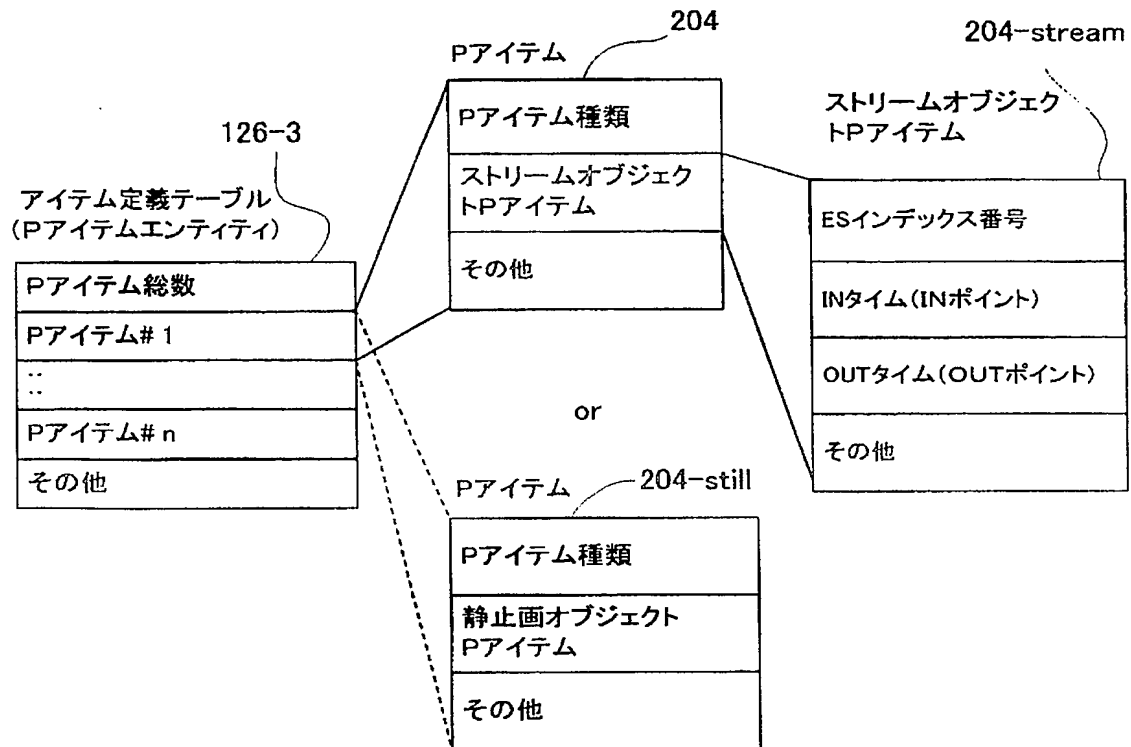 126-3
アイテム定義テーブル
(Pアイテムエンティティ)
Pアイテム総数
Pアイテム#1
::
Pアイテム#n
その他
204
Pアイテム
Pアイテム種類
ストリームオブジェク
トPアイテム
その他
or
204-still
Pアイテム
Pアイテム種類
静止画オブジェクト
Pアイテム
その他
204-stream
ストリームオブジェク
トPアイテム
ESインデックス番号
INタイム(INポイント)
OUTタイム(OUTポイント)
その他